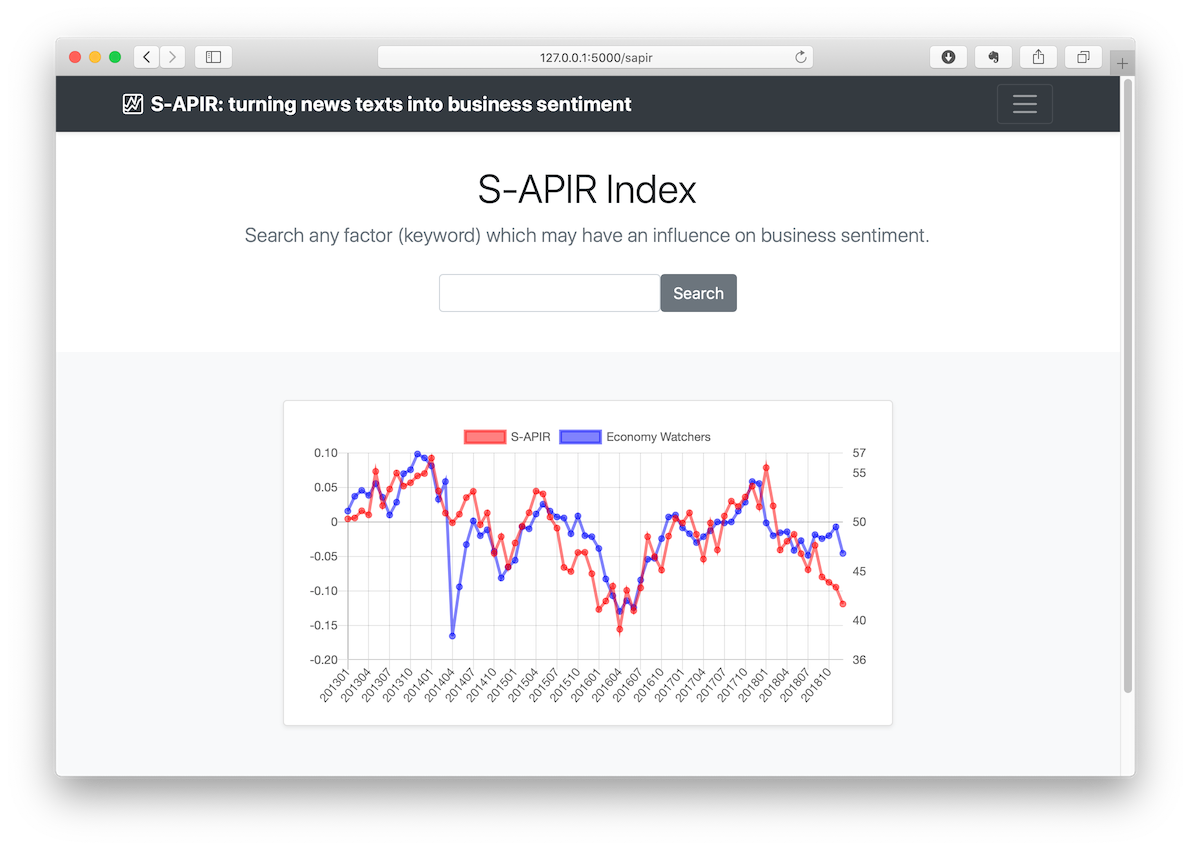 127.0.0.1:5000/sapir
S-APIR: turning news texts into business sentiment
S-APIR Index
Search any factor (keyword) which may have an influence on business sentiment.
Search
S-APIR Economy Watchers
0.10 57
55
0.05
0 50
-0.05
45
-0.10
40
-0.15
-0.20 36
201301 201304 201307 201310 201401 201404 201407 201410 201501 201504 201507 201510 201601 201604 201607 201610 201701 201704 201707 201710 201801 201804 201807 201810